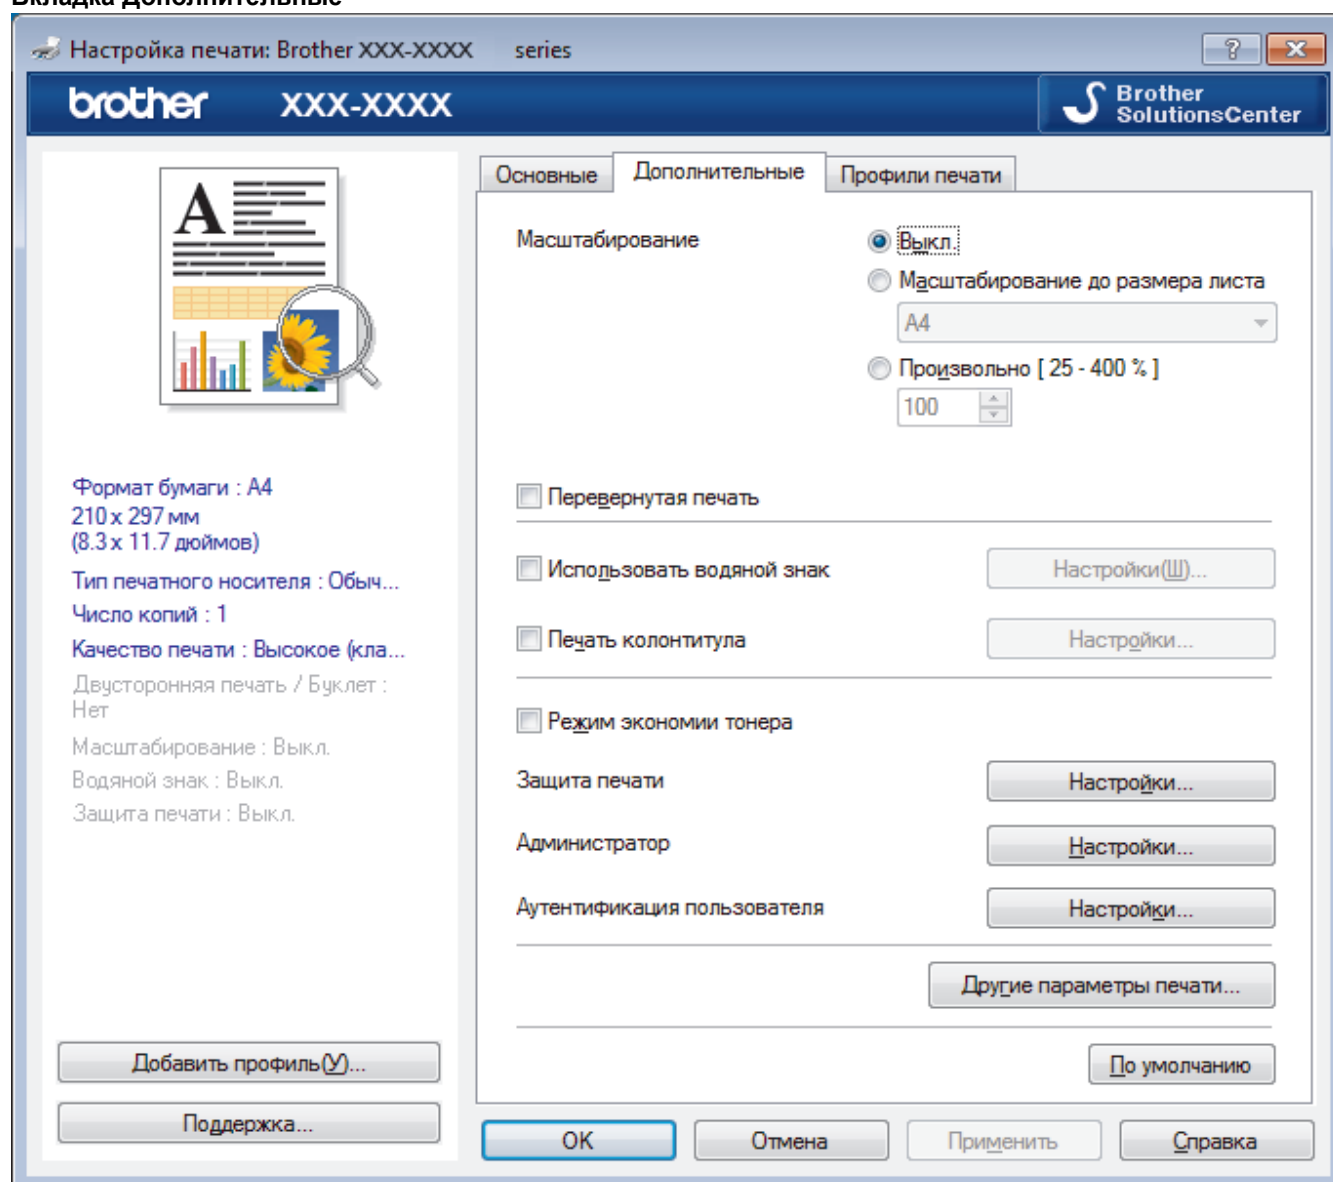 Вкладка Дополнительные
Настройка печати: Brother XXX-XXXX series
brother XXX-XXXX
Brother
SolutionsCenter
Основные Дополнительные Профили печати
A
Масштабирование
Выкл.
Масштабирование до размера листа
A4
Произвольно [ 25 - 400 % ]
100
Формат бумаги : A4
210 x 297 мм
(8.3 x 11.7 дюймов)
Тип печатного носителя : Обыч...
Число копий : 1
Качество печати : Высокое (кла...
Двусторонняя печать / Буклет :
Нет
Масштабирование : Выкл.
Водяной знак : Выкл.
Защита печати : Выкл.
Перевернутая печать
Использовать водяной знак Настройки(Ш)...
Печать колонтитула Настройки...
Режим экономии тонера
Защита печати Настройки...
Администратор Настройки...
Аутентификация пользователя Настройки...
Другие параметры печати...
По умолчанию
Добавить профиль(У)...
Поддержка...
OK Отмена Применить Справка